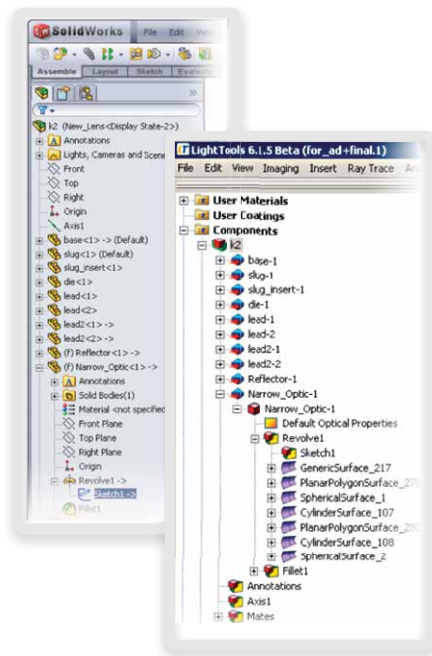 SolidWorks File Edit
Assemble Layout Sketch
k2 (New_Lens<Display State-2>)
Annotations
Lights, Cameras and Scene
Front
Top
Right
Origin
Axis1
base<1> -> (Default)
slug<1> (Default)
slug_insert<1>
die<1>
lead<1>
lead<2>
lead2<1> ->
lead2<2> ->
(f) Reflector<1> ->
(f) Narrow_Optic<1> ->
Annotations
Solid Bodies(1)
Material <not specified
Front Plane
Top Plane
Right Plane
Origin
Revolve1 ->
Sketch1 ->
Fillet1
LightTools 6.1.5 Beta (for_ad+final.1)
File Edit View Imaging Insert Ray Trace
User Materials
User Coatings
Components
k2
base-1
slug-1
slug_insert-1
die-1
lead-1
lead-2
lead2-1
lead2-2
Reflector-1
Narrow_Optic-1
Narrow_Optic-1
Default Optical Properties
Revolve1
Sketch1
GenericSurface_217
PlanarPolygonSurface_279
SphericalSurface_1
CylinderSurface_107
PlanarPolygonSurface_280
CylinderSurface_108
SphericalSurface_2
Fillet1
Annotations
Axis1
Mates